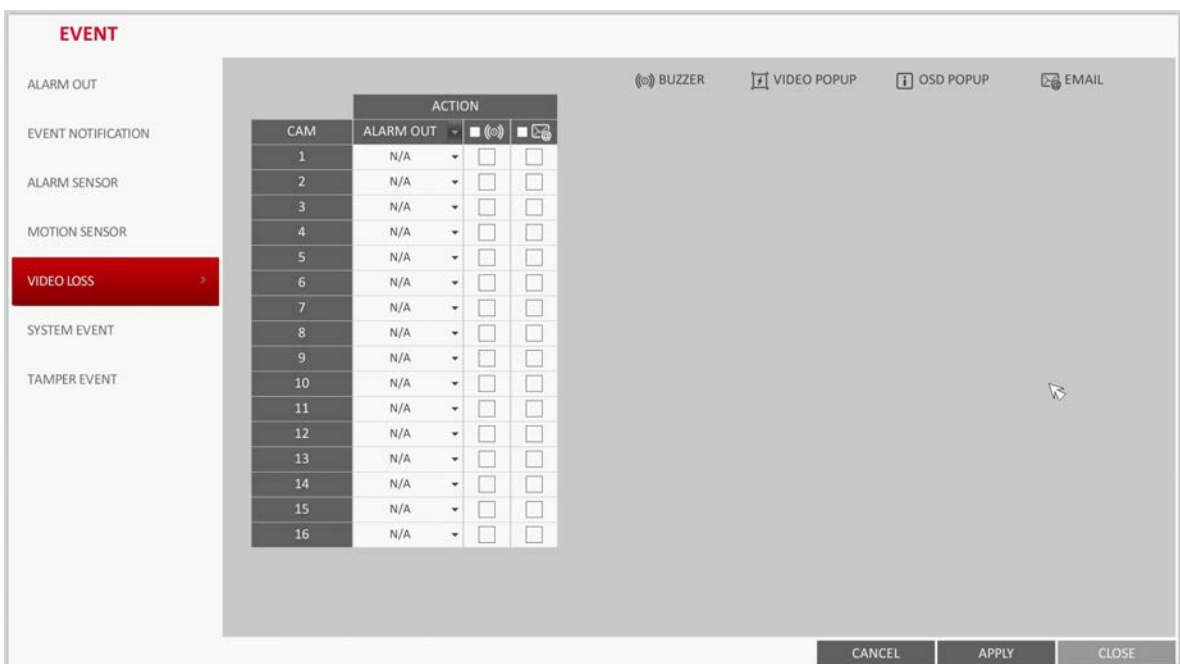 EVENT
ALARM OUT
EVENT NOTIFICATION
ALARM SENSOR
MOTION SENSOR
VIDEO LOSS
SYSTEM EVENT
TAMPER EVENT
BUZZER VIDEO POPUP OSD POPUP EMAIL
ACTION
CAM ALARM OUT
1 N/A
2 N/A
3 N/A
4 N/A
5 N/A
6 N/A
7 N/A
8 N/A
9 N/A
10 N/A
11 N/A
12 N/A
13 N/A
14 N/A
15 N/A
16 N/A
CANCEL APPLY CLOSE